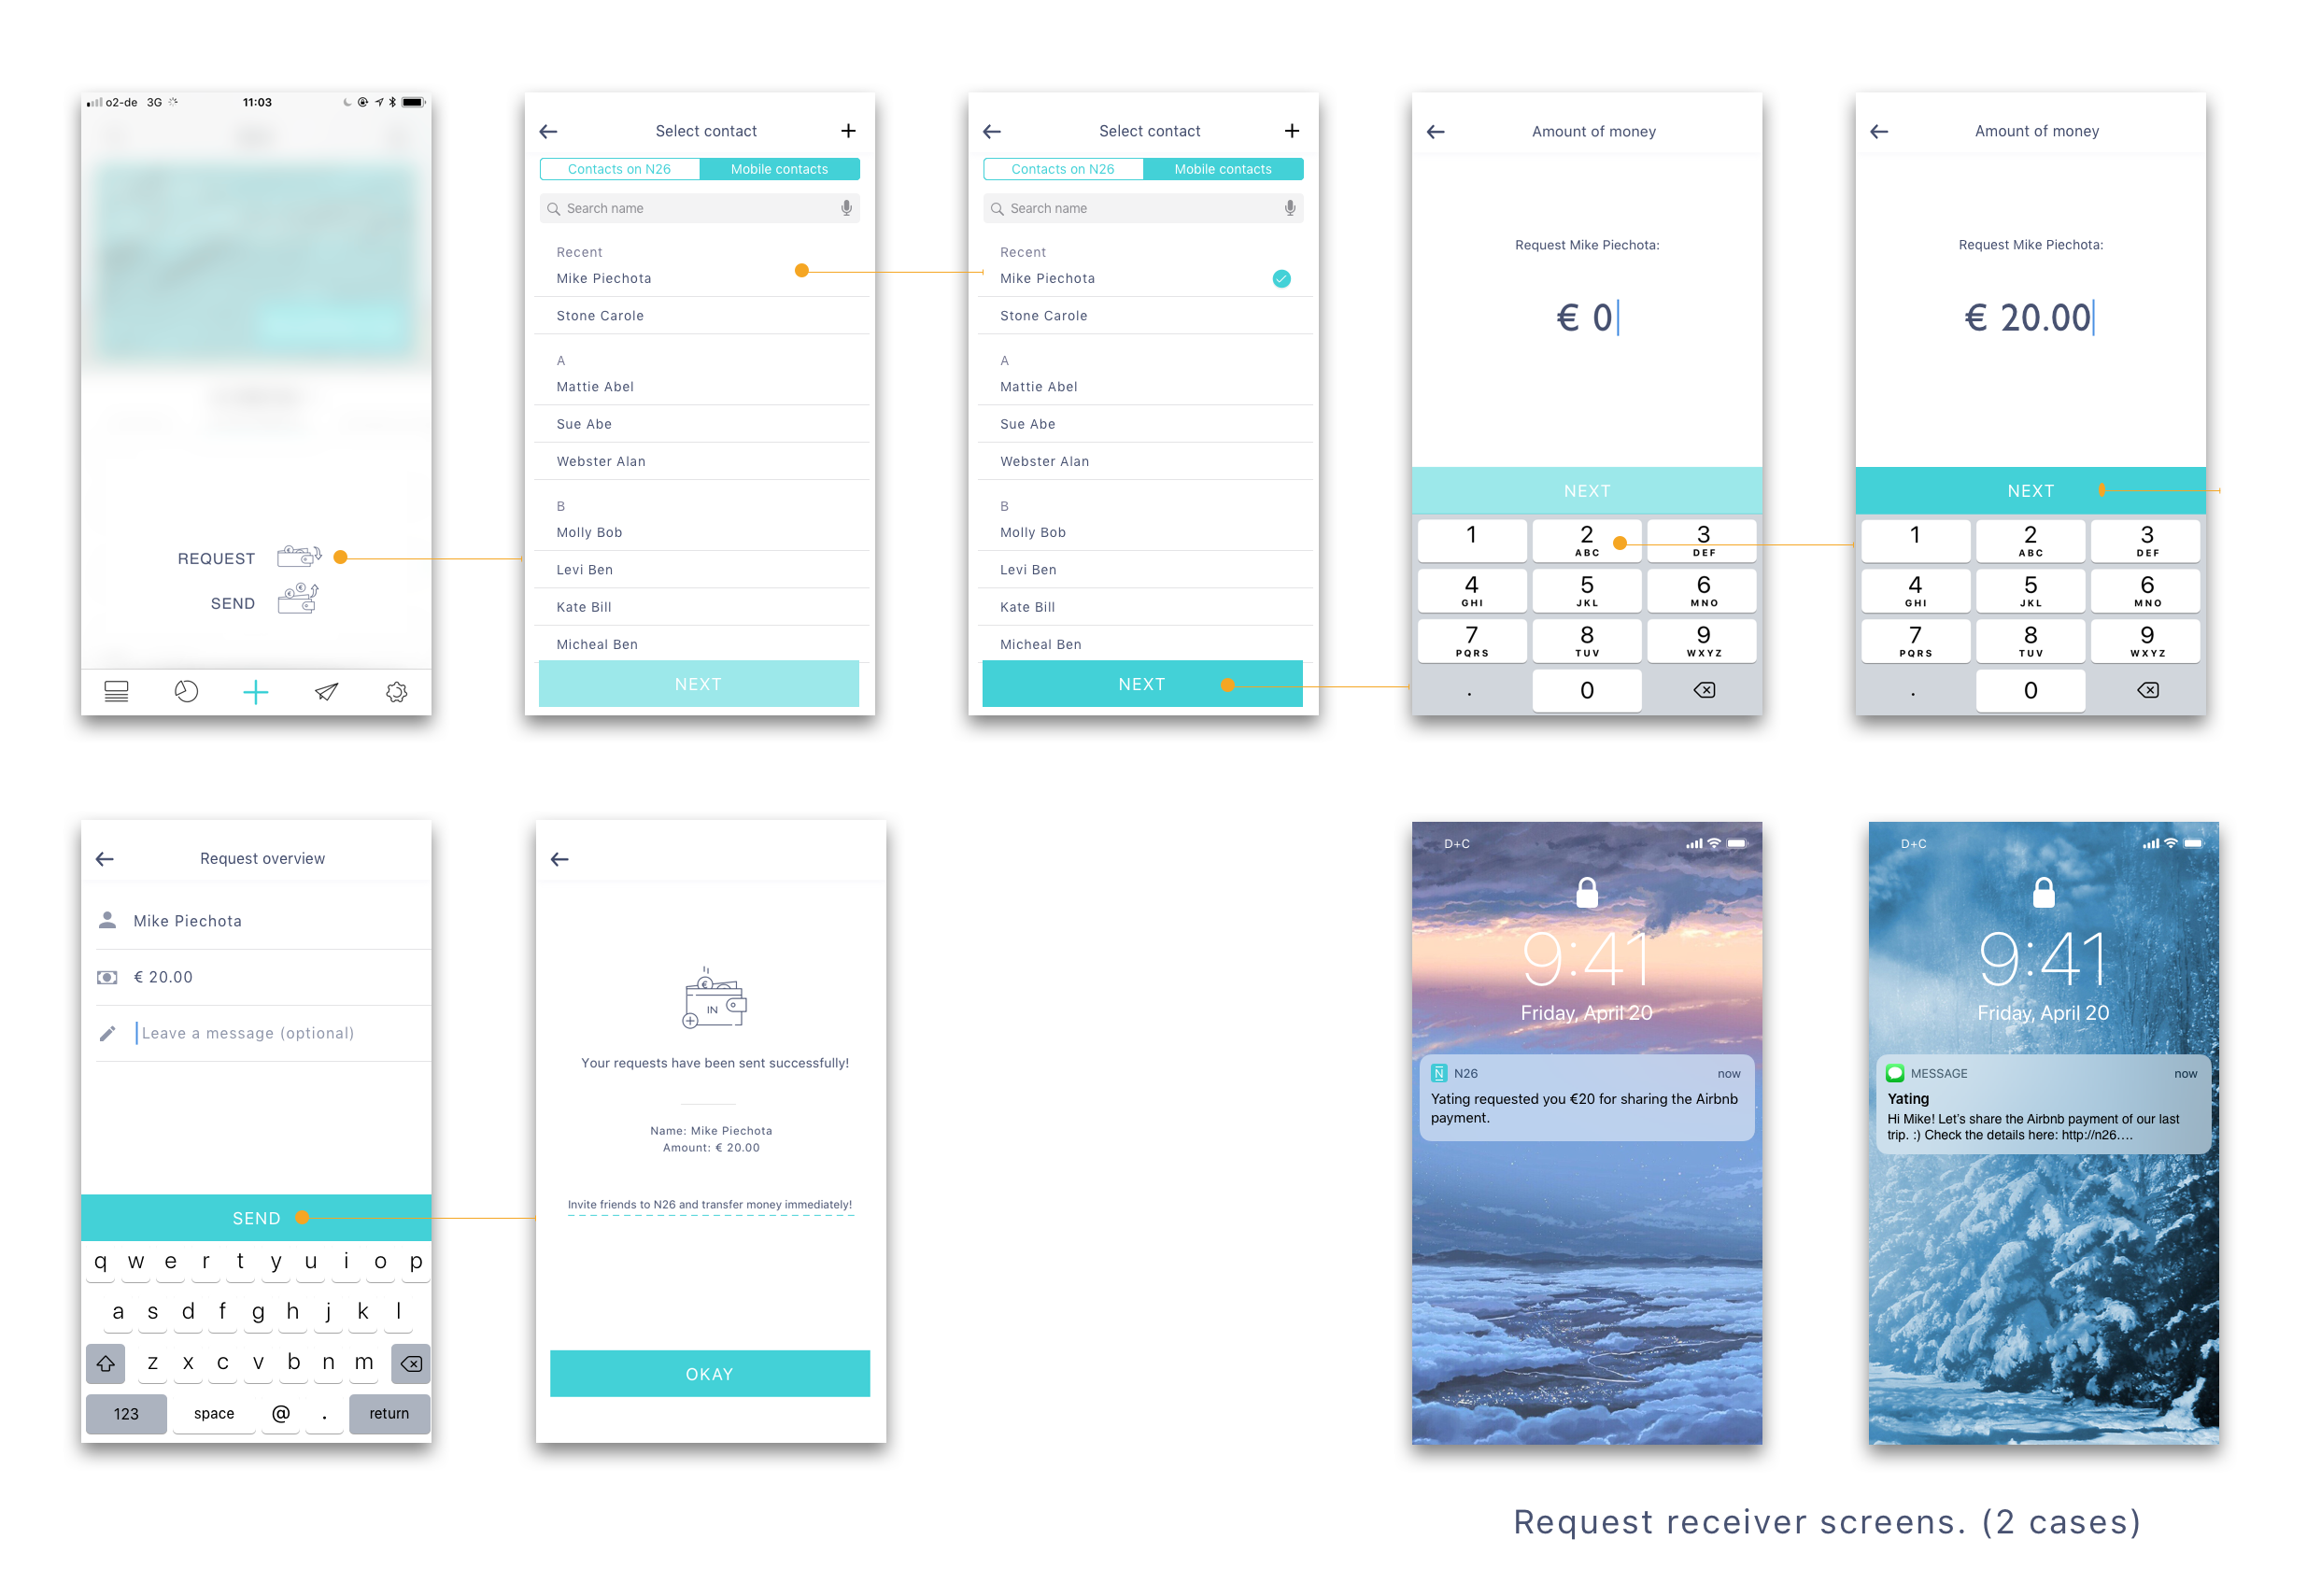 o2-de 3G 11:03
REQUEST
SEND
Select contact
Contacts on N26 Mobile contacts
Search name
Recent
Mike Piechota
Stone Carole
A
Mattie Abel
Sue Abe
Webster Alan
B
Molly Bob
Levi Ben
Kate Bill
Micheal Ben
NEXT
Select contact
Contacts on N26 Mobile contacts
Search name
Recent
Mike Piechota
Stone Carole
A
Mattie Abel
Sue Abe
Webster Alan
B
Molly Bob
Levi Ben
Kate Bill
Micheal Ben
NEXT
Amount of money
Request Mike Piechota:
€ 0
NEXT
1 2 3
ABC DEF
4 5 6
GHI JKL MNO
7 8 9
PQRS TUV WXYZ
. 0
Amount of money
Request Mike Piechota:
€ 20.00
NEXT
1 2 3
ABC DEF
4 5 6
GHI JKL MNO
7 8 9
PQRS TUV WXYZ
. 0
Request overview
Mike Piechota
€ 20.00
Leave a message (optional)
SEND
q w e r t y u i o p
a s d f g h j k l
z x c v b n m
123 space @ . return
€
IN
Your requests have been sent successfully!
Name: Mike Piechota
Amount: € 20.00
Invite friends to N26 and transfer money immediately!
OKAY
D+C
9:41
Friday, April 20
N N26 now
Yating requested you €20 for sharing the Airbnb
payment.
D+C
9:41
Friday, April 20
MESSAGE now
Yating
Hi Mike! Let's share the Airbnb payment of our last
trip. :) Check the details here: http://n26....
Request receiver screens. (2 cases)